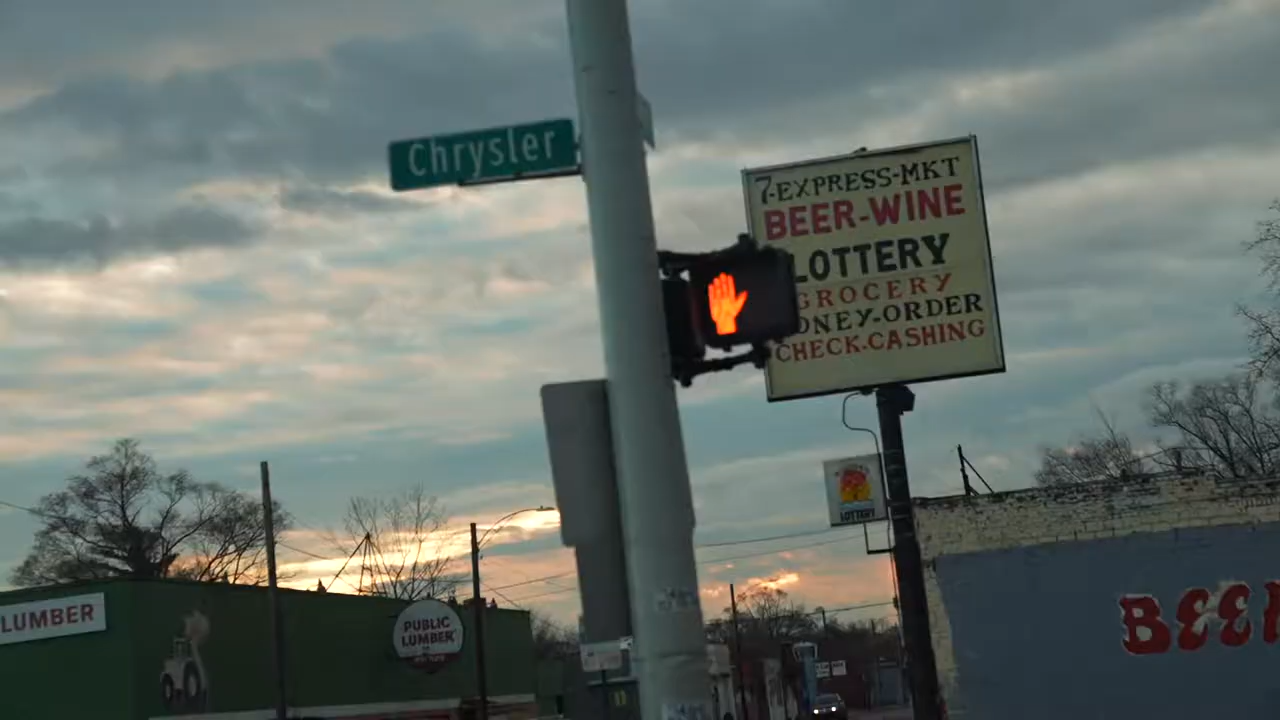 Chrysler
7-EXPRESS-MKT
BEER-WINE
LOTTERY
GROCERY
ONEY-ORDER
CHECK-CASHING
LOTTERY
LUMBER
PUBLIC
LUMBER
BEE